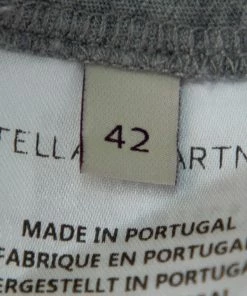 42
TELLA ARTN
MADE IN PORTUGAL
FABRIQUE EN PORTUGAL
ERGESTELLT IN PORTUGA